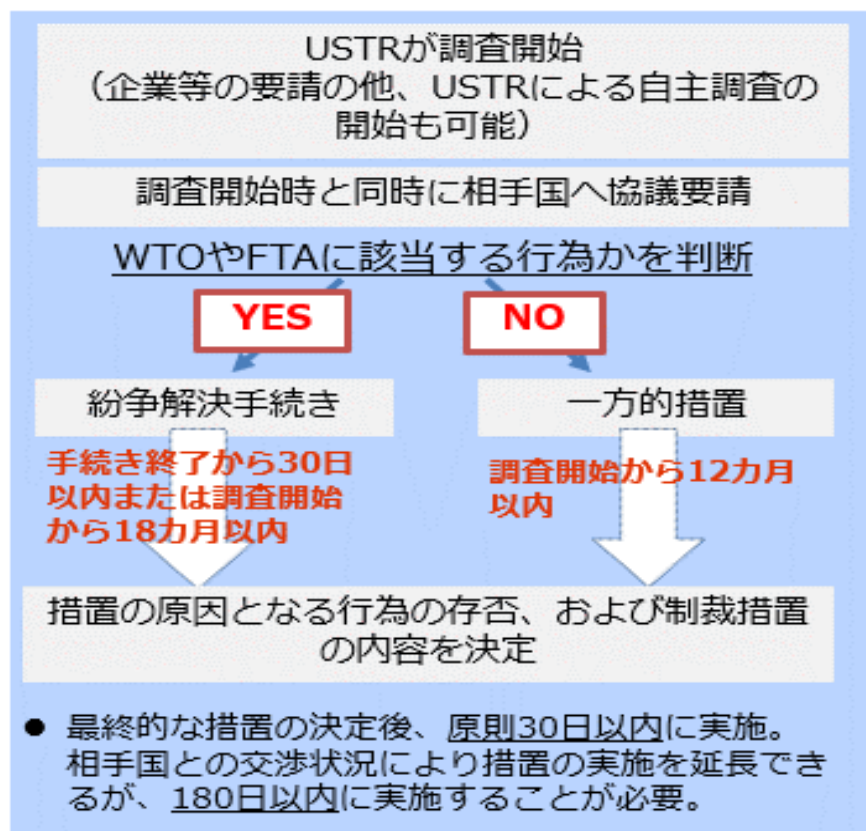 USTRが調査開始
（企業等の要請の他、USTRによる自主調査の
開始も可能）
調査開始時と同時に相手国へ協議要請
WTOやFTAに該当する行為かを判断
YES
NO
紛争解決手続き
一方的措置
手続き終了から30日
以内または調査開始
から18カ月以内
調査開始から12カ月
以内
措置の原因となる行為の存否、および制裁措置
の内容を決定
● 最終的な措置の決定後、原則30日以内に実施。
相手国との交渉状況により措置の実施を延長でき
るが、180日以内に実施することが必要。